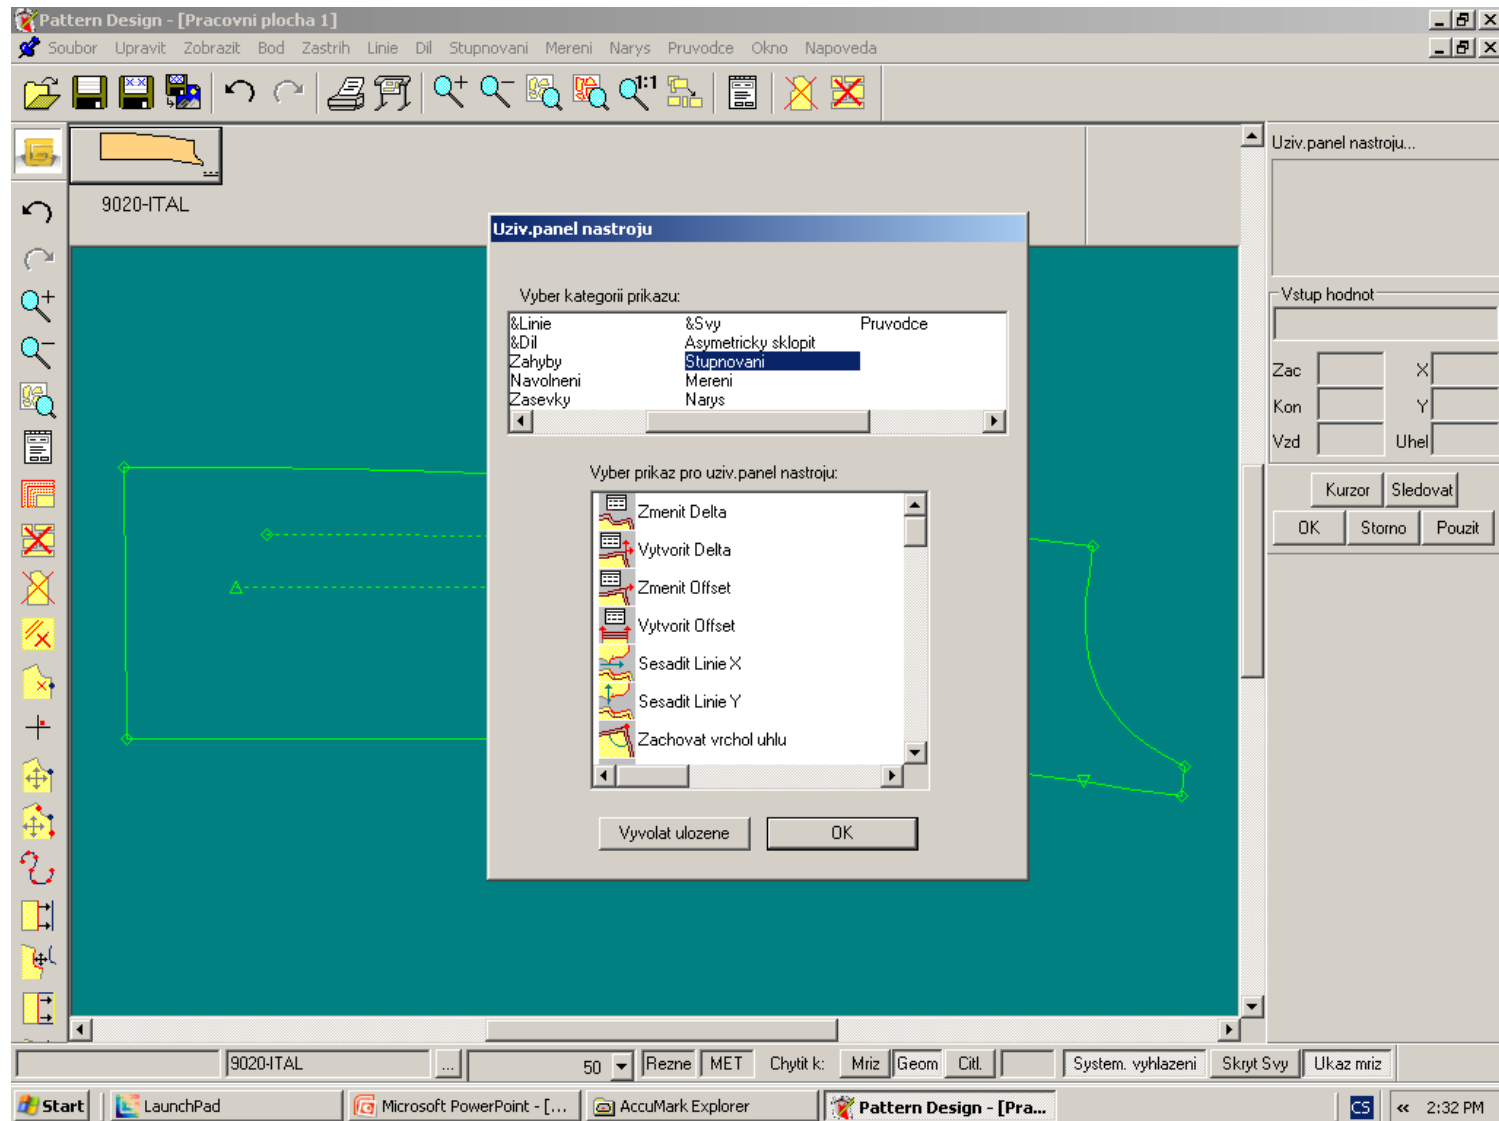 Pattern Design - [Pracovni plocha 1]
Soubor Upravit Zobrazit Bod Zastrih Linie Dil Stupnovani Mereni Narys Pruvodce Okno Napoveda
1:1
9020-ITAL
Uziv.panel nastroju...
Uziv.panel nastroju
Vyber kategorii prikazu:
&Linie &Svy Pruvodce
&Dil Asymetricky sklopit
Zahyby Stupnovani
Navolneni Mereni
Zasevky Narys
Vyber prikaz pro uziv.panel nastroju:
Zmenit Delta
Vytvorit Delta
Zmenit Offset
Vytvorit Offset
Sesadit Linie X
Sesadit Linie Y
Zachovat vrchol uhlu
Vyvolat ulozene OK
Vstup hodnot
Zac X
Kon Y
Vzd Uhel
Kurzor Sledovat
OK Storno Pouzit
9020-ITAL ... 50 Rezne MET Chytit k: Mriz Geom Citl. System. vyhlazeni Skryt Svy Ukaz mriz
Start LaunchPad Microsoft PowerPoint - [... AccuMark Explorer Pattern Design - [Pra... CS « 2:32 PM